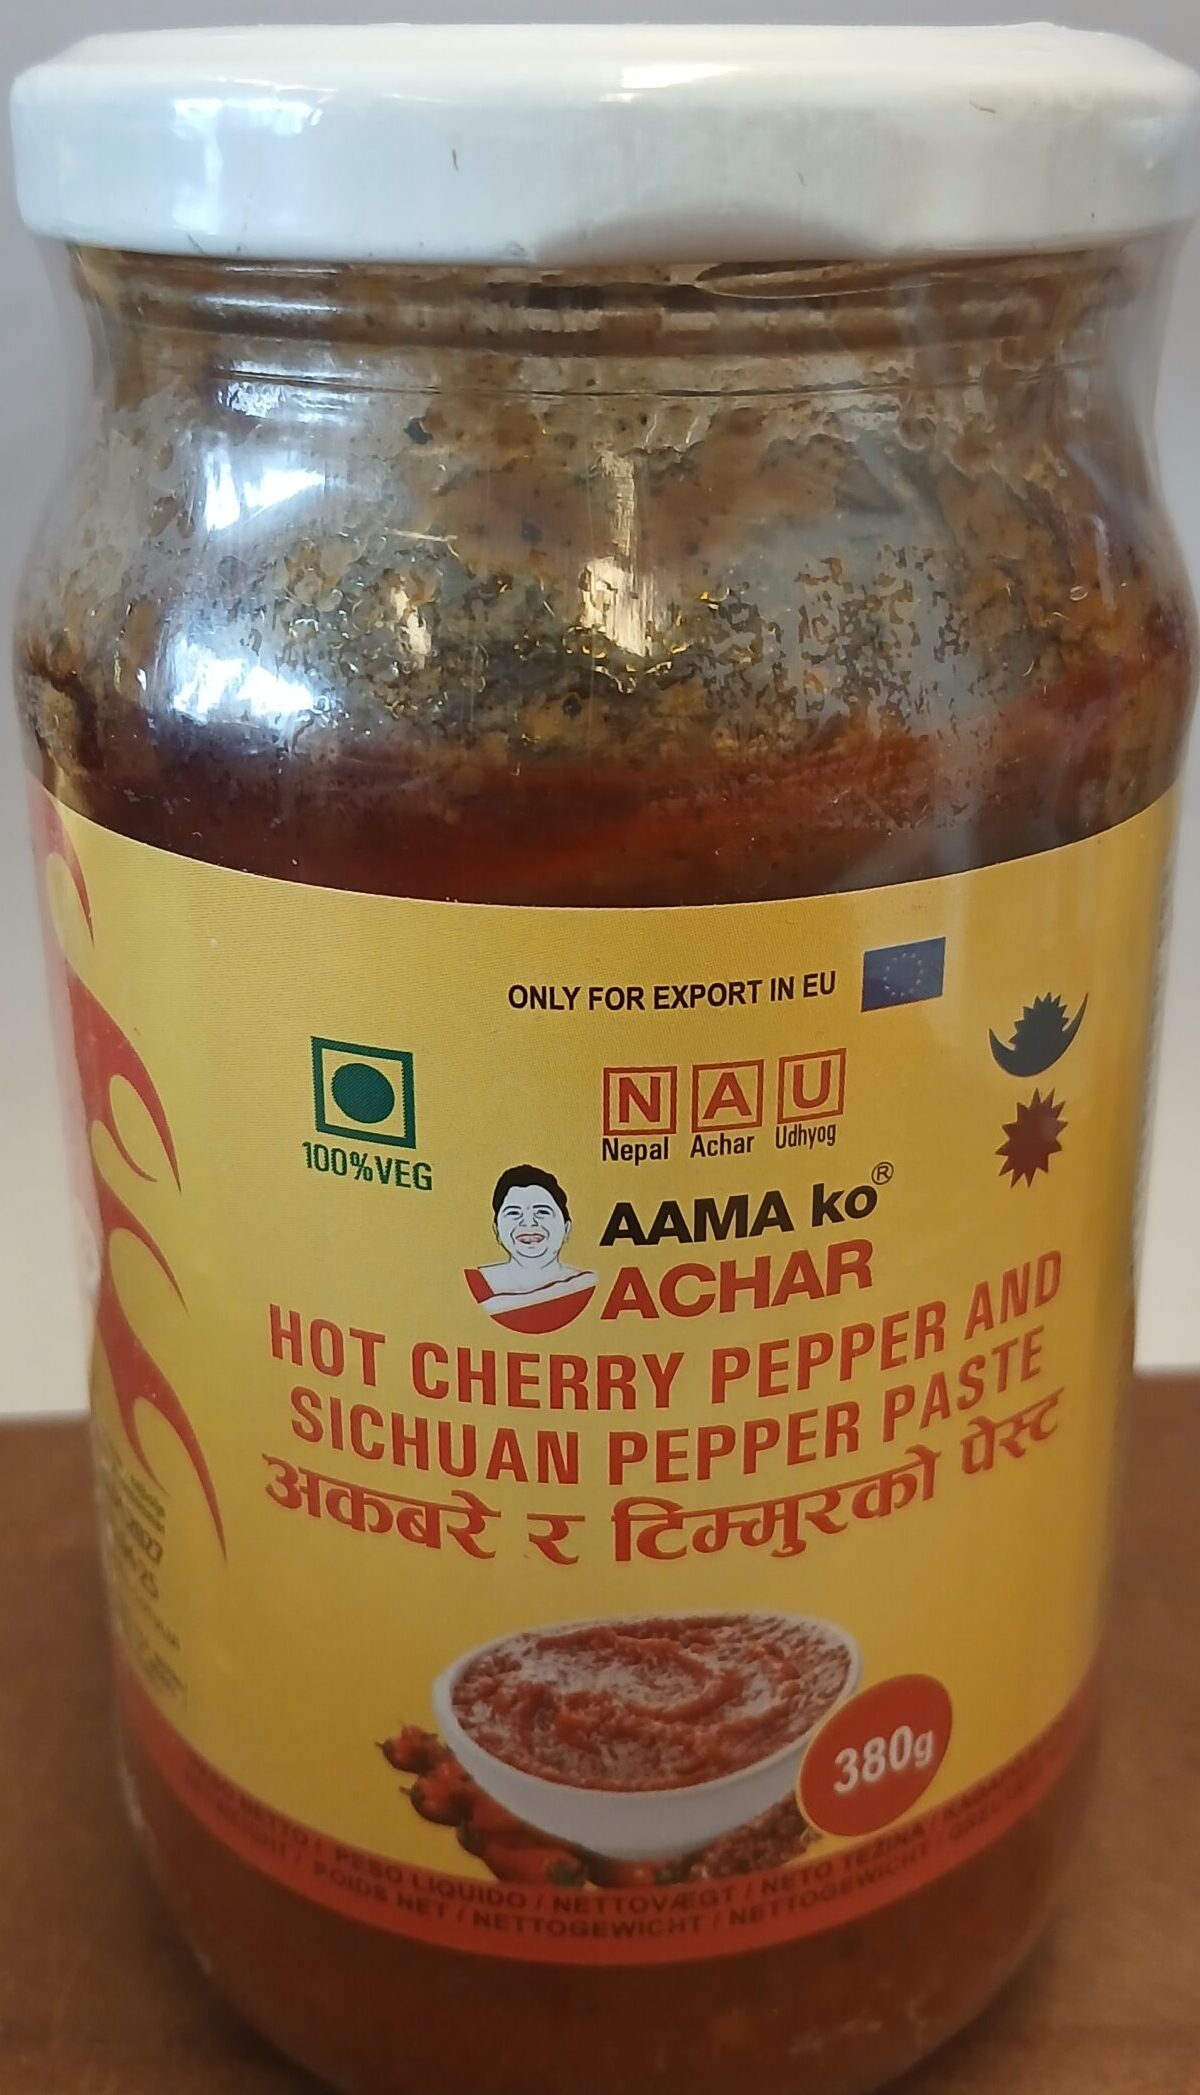 ONLY FOR EXPORT IN EU
100%VEG
N A U
Nepal Achar Udhyog
AAMA ko®
ACHAR
HOT CHERRY PEPPER AND
SICHUAN PEPPER PASTE
अकबरे र टिम्मुरको पेस्ट
380g
NETTO / PESO LIQUIDO / NETTOVÆGT / NETO TEŽINA /
POIDS NET / NETTOGEWICHT / NETTOGEWICHT